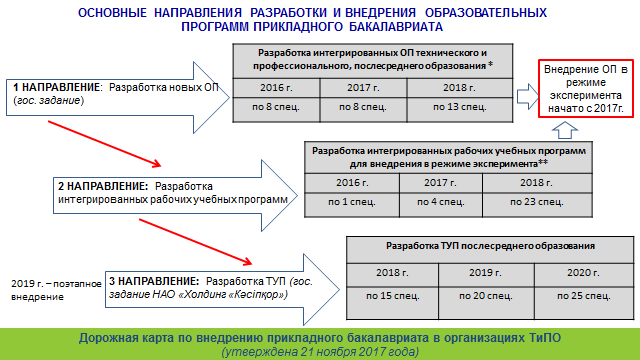 ОСНОВНЫЕ НАПРАВЛЕНИЯ РАЗРАБОТКИ И ВНЕДРЕНИЯ ОБРАЗОВАТЕЛЬНЫХ
ПРОГРАММ ПРИКЛАДНОГО БАКАЛАВРИАТА
1 НАПРАВЛЕНИЕ: Разработка новых ОП
(гос. задание)
Разработка интегрированных ОП технического и
профессионального, послесреднего образования *
2016 г. 2017 г. 2018 г.
по 8 спец. по 8 спец. по 13 спец.
Внедрение ОП в
режиме
эксперимента
начато с 2017г.
2 НАПРАВЛЕНИЕ: Разработка
интегрированных рабочих учебных программ
Разработка интегрированных рабочих учебных программ
для внедрения в режиме эксперимента**
2016 г. 2017 г. 2018 г.
по 1 спец. по 4 спец. по 23 спец.
2019 г. – поэтапное
внедрение
3 НАПРАВЛЕНИЕ: Разработка ТУП (гос.
задание НАО «Холдинг «Кәсіпқор»)
Разработка ТУП послесреднего образования
2018 г. 2019 г. 2020 г.
по 15 спец. по 20 спец. по 25 спец.
Дорожная карта по внедрению прикладного бакалавриата в организациях ТиПО
(утверждена 21 ноября 2017 года)